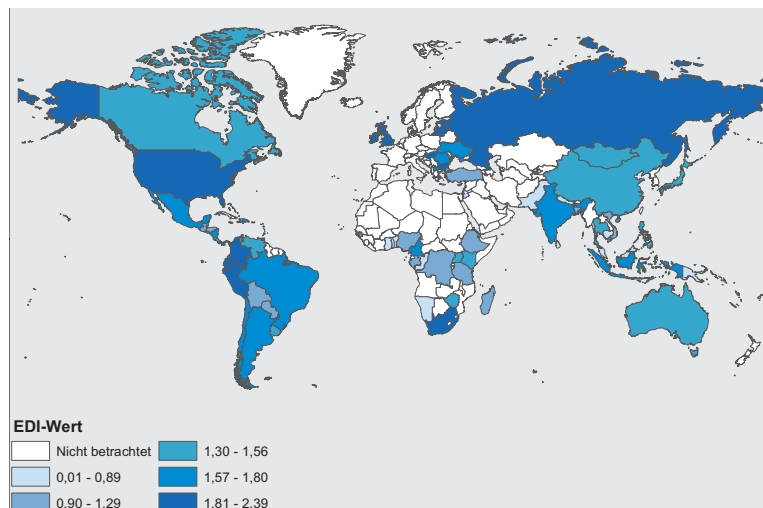 EDI-Wert
Nicht betrachtet
0,01 - 0,89
0,90 - 1,29
1,30 - 1,56
1,57 - 1,80
1,81 - 2,39